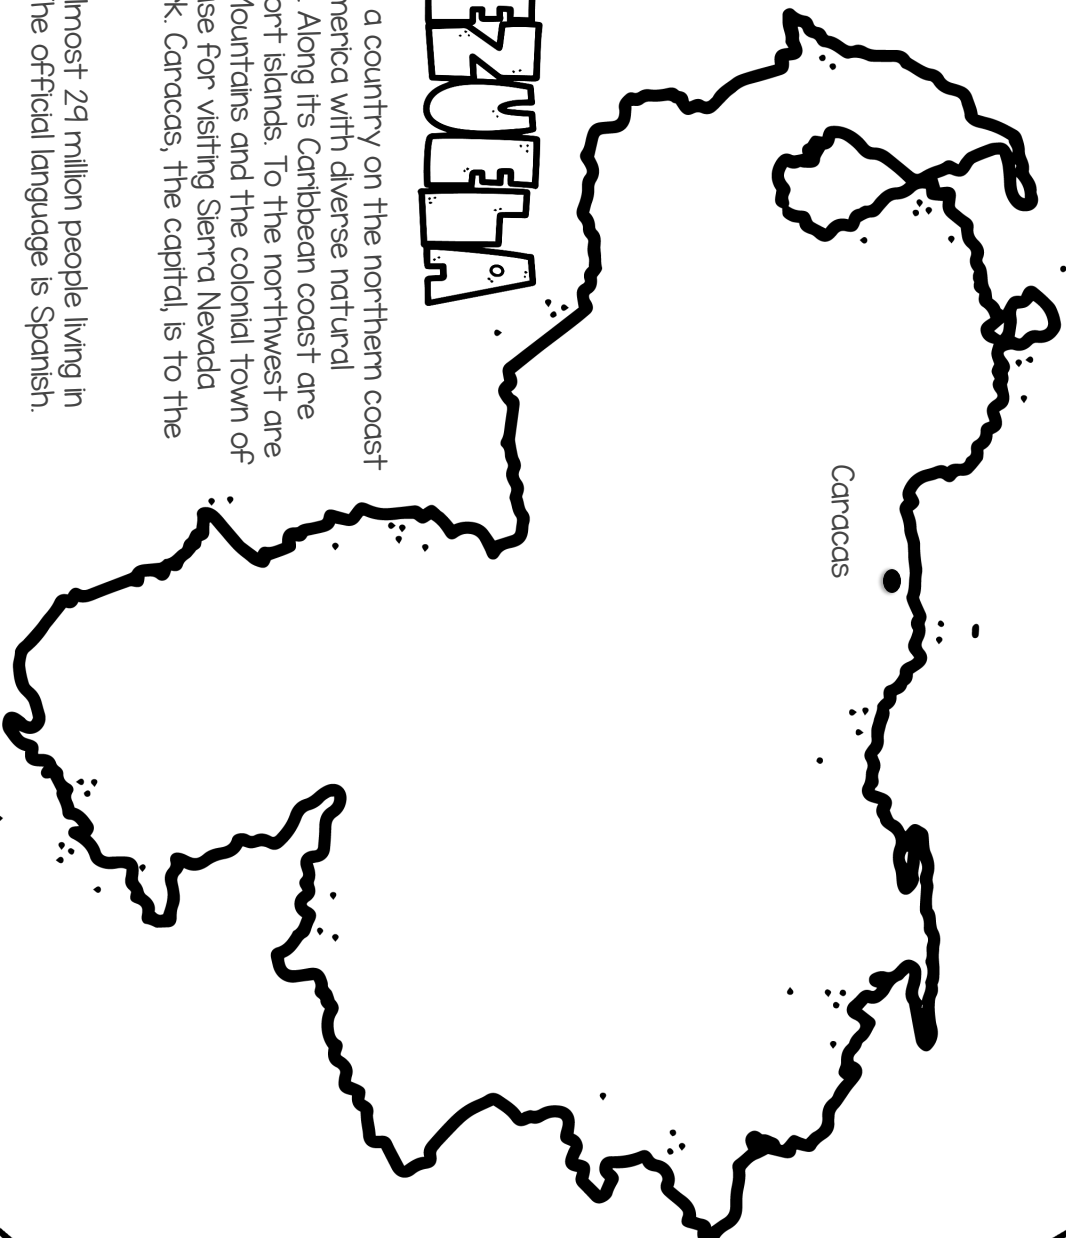 Caracas
EZUELA
a country on the northern coast
merica with diverse natural
. Along its Caribbean coast are
ort islands. To the northwest are
Mountains and the colonial town of
se for visiting Sierra Nevada
k. Caracas, the capital, is to the
lmost 29 million people living in
he official language is Spanish.